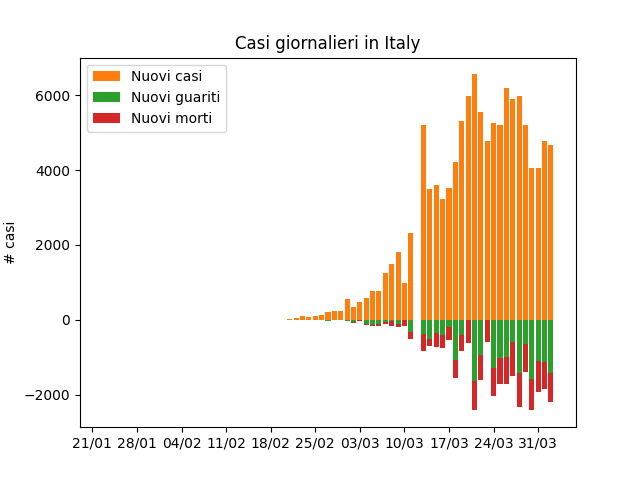 Casi giornalieri in Italy
Nuovi casi
Nuovi guariti
Nuovi morti
# casi
6000
4000
2000
0
−2000
21/01 28/01 04/02 11/02 18/02 25/02 03/03 10/03 17/03 24/03 31/03